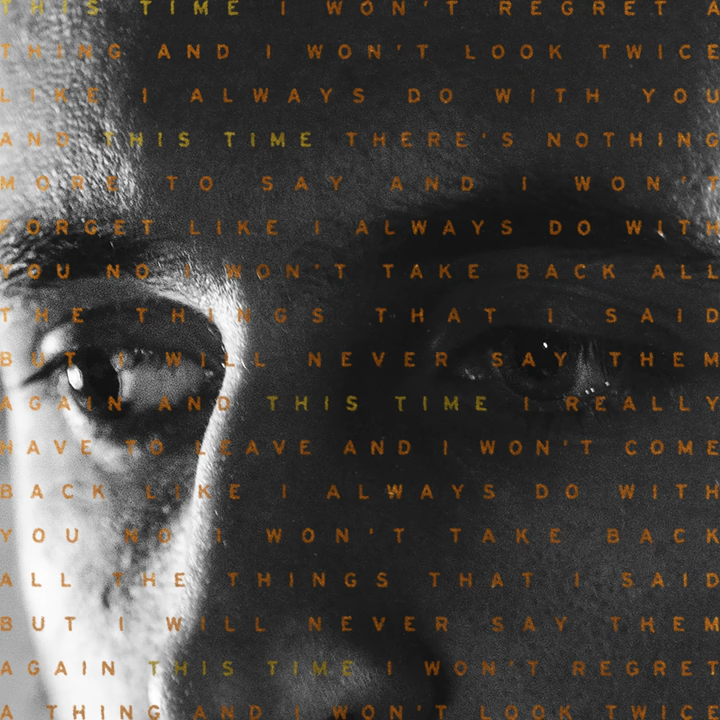 THIS TIME I WON'T REGRET A
THING AND I WON'T LOOK TWICE
LIKE I ALWAYS DO WITH YOU
AND THIS TIME THERE'S NOTHING
MORE TO SAY AND I WON'T
FORGET LIKE I ALWAYS DO WITH
YOU NO I WON'T TAKE BACK ALL
THE THINGS THAT I SAID
BUT I WILL NEVER SAY THEM
AGAIN AND THIS TIME I REALLY
HAVE TO LEAVE AND I WON'T COME
BACK LIKE I ALWAYS DO WITH
YOU NO I WON'T TAKE BACK
ALL THE THINGS THAT I SAID
BUT I WILL NEVER SAY THEM
AGAIN THIS TIME I WON'T REGRET
A THING AND I WON'T LOOK TWICE